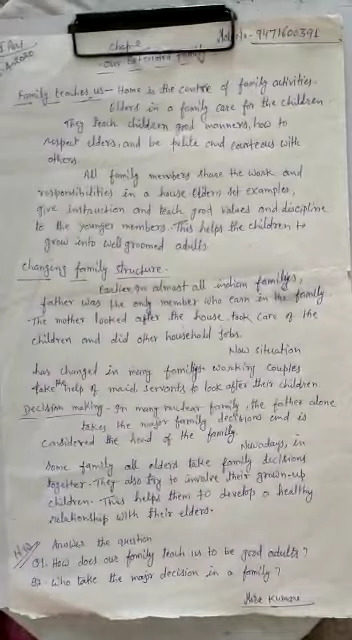 Mobile - 9471600391
Chap-
Our Extended family
Family teaches us - Home is the centre of family activities.
Elders in a family care for the children
They teach children good manners, how to
respect elders, and be polite and courteous with
others.
All family members share the work and
responsibilities in a house. Elders set examples,
give instruction and teach good values and discipline
to the younger members. This helps the children to
grow into well groomed adults.
Changing family structure.
Earlier in almost all indian families,
father was the only member who earn in the family
The mother looked after the house. took care of the
children and did other household jobs.
Now situation
has changed in many family. working couples
take the help of maid servants to look after their children
Decision making - In many nuclear family, the father alone
takes the major family decisions and is
considered the head of the family.
Nowadays, in
some family all elders take family decisions
together. They also try to involve their grown-up
children. This helps them to develop a healthy
relationship with their elders.
H.W Answer the question
Q1. How does our family teach us to be good adults?
Q2. Who take the major decision in a family?
Kumari